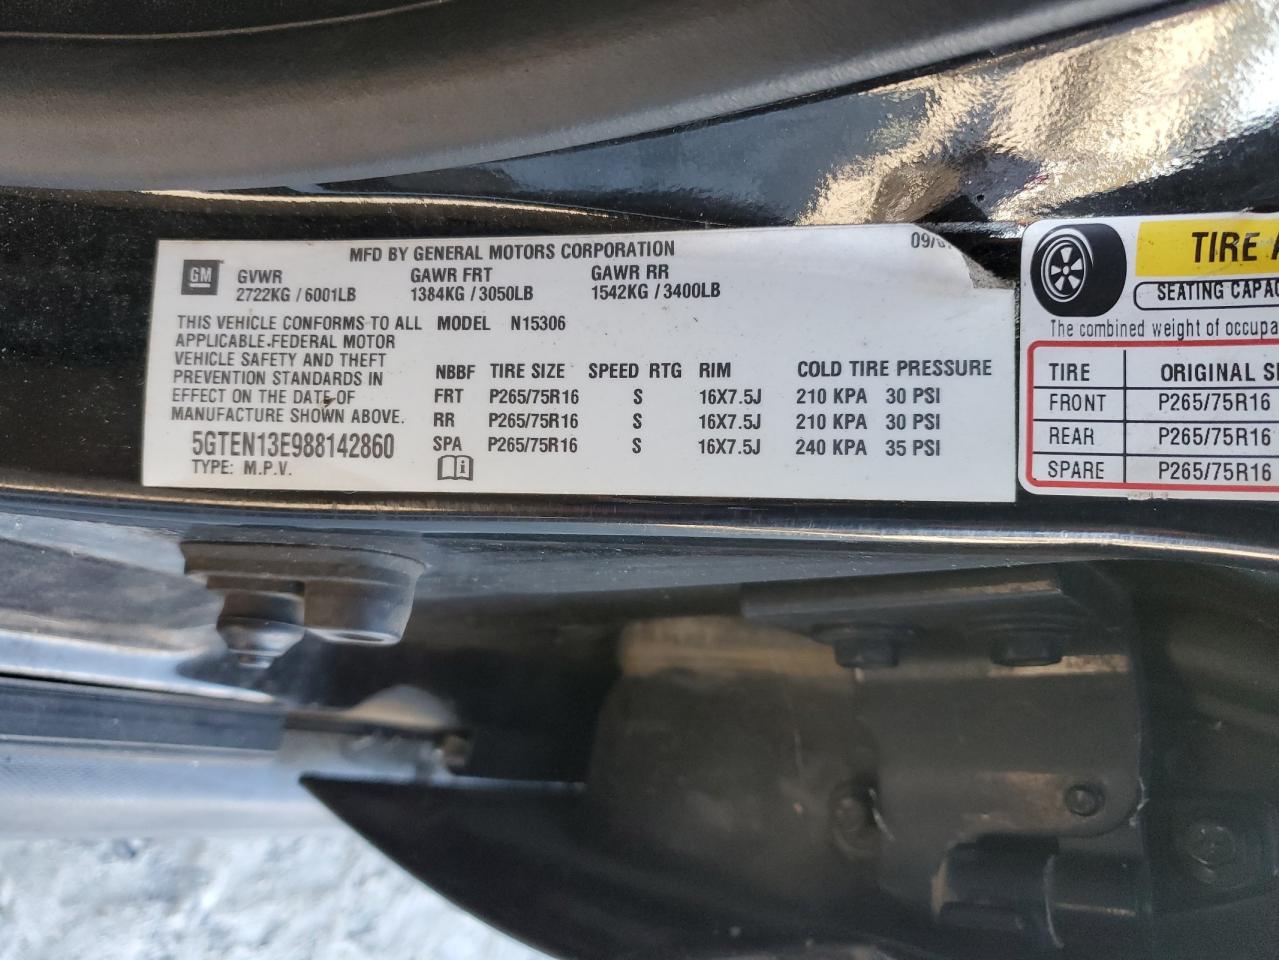 MFD BY GENERAL MOTORS CORPORATION 09/
GM GVWR GAWR FRT GAWR RR
2722KG / 6001LB 1384KG / 3050LB 1542KG / 3400LB
THIS VEHICLE CONFORMS TO ALL MODEL N15306
APPLICABLE FEDERAL MOTOR
VEHICLE SAFETY AND THEFT
PREVENTION STANDARDS IN
EFFECT ON THE DATE OF
MANUFACTURE SHOWN ABOVE.
5GTEN13E988142860
TYPE: M.P.V.
NBBF TIRE SIZE SPEED RTG RIM COLD TIRE PRESSURE
FRT P265/75R16 S 16X7.5J 210 KPA 30 PSI
RR P265/75R16 S 16X7.5J 210 KPA 30 PSI
SPA P265/75R16 S 16X7.5J 240 KPA 35 PSI
TIRE
SEATING
The combined weight of
TIRE ORIGINAL
FRONT P265/75R16
REAR P265/75R16
SPARE P265/75R16